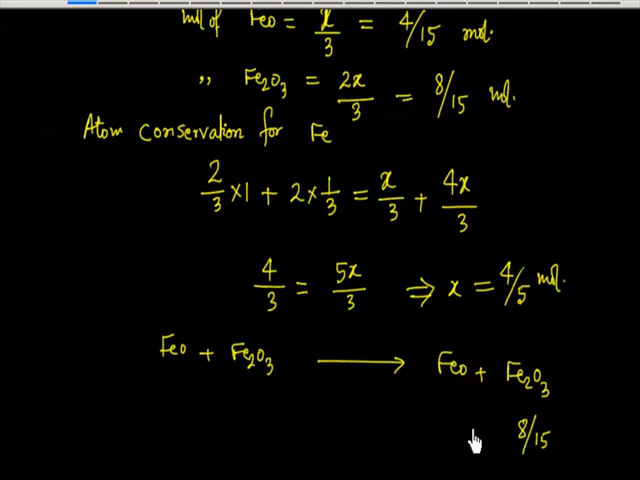 mol of FeO = x/3 = 4/15 mol.
,, Fe2O3 = 2x/3 = 8/15 mol.
Atom conservation for Fe
2/3 × 1 + 2 × 1/3 = x/3 + 4x/3
4/3 = 5x/3 ⇒ x = 4/5 mol.
FeO + Fe2O3 ⟶ FeO + Fe2O3
8/15